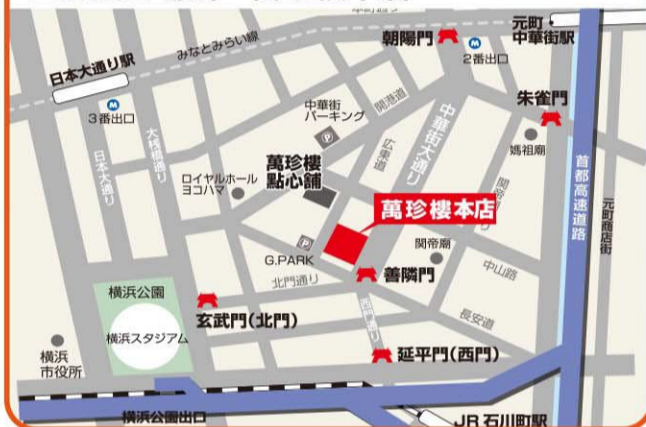 元町・
中華街駅
朝陽門
2番出口
みなとみらい線
日本大通り駅
3番出口
朱雀門
媽祖廟
中華街
パーキング
開港道
中華街大通り
広東道
日本大通り
大桟橋通り
ロイヤルホール
ヨコハマ
萬珍樓
點心舗
萬珍樓本店
首都高速道路
元町商店街
関帝廟
G.PARK
北門通り
善隣門
中山路
横浜公園
玄武門(北門)
西門通り
長安道
横浜スタジアム
延平門(西門)
横浜
市役所
横浜公園出口
JR 石川町駅